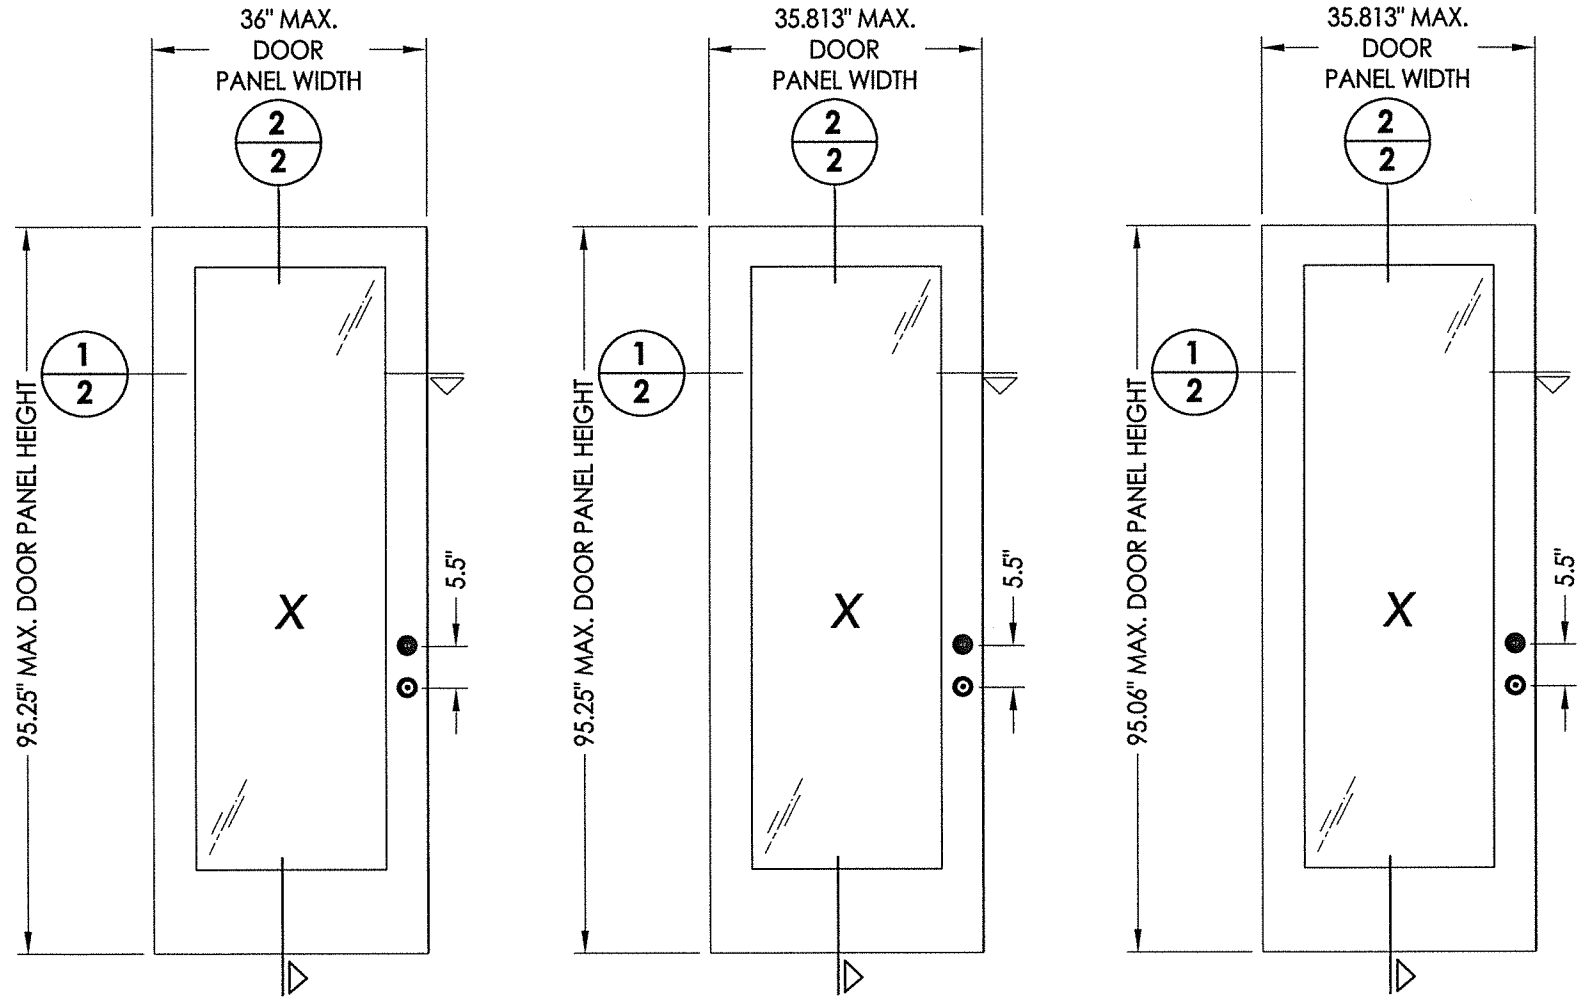 36" MAX.
DOOR
PANEL WIDTH
2
2
1
2
95.25" MAX. DOOR PANEL HEIGHT
X
5.5"
35.813" MAX.
DOOR
PANEL WIDTH
2
2
1
2
95.25" MAX. DOOR PANEL HEIGHT
X
5.5"
35.813" MAX.
DOOR
PANEL WIDTH
2
2
1
2
95.06" MAX. DOOR PANEL HEIGHT
X
5.5"